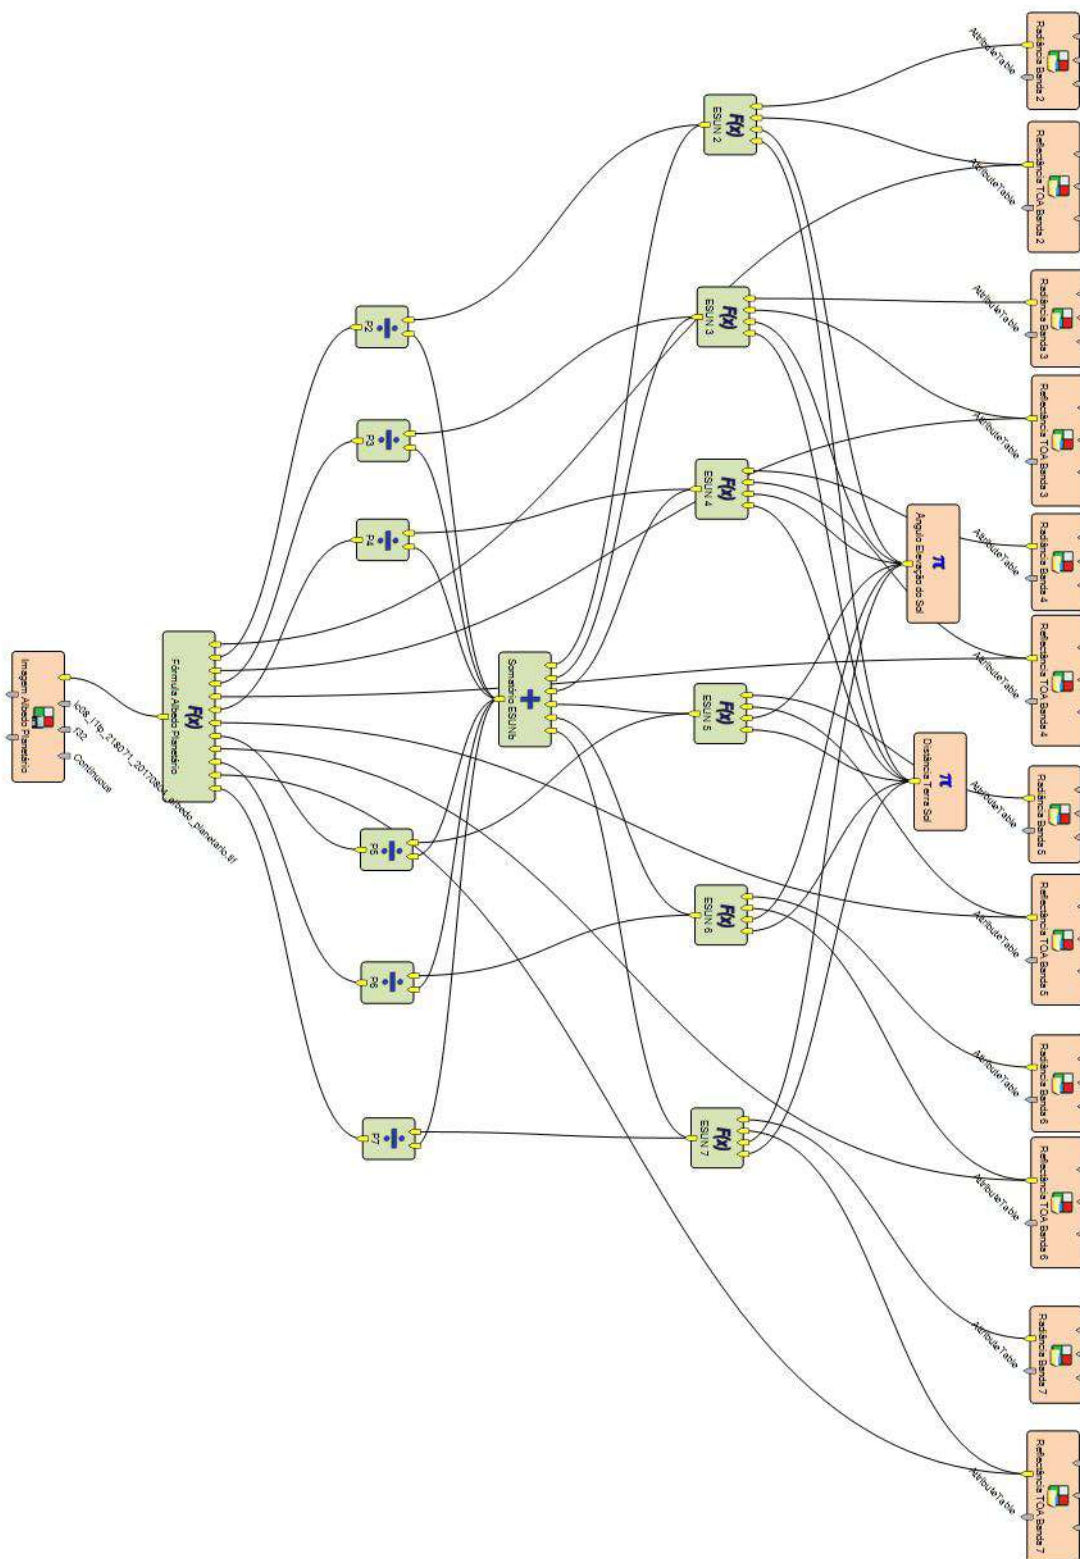 Radiância Banda 2
AttributeTable
Reflectância TOA Banda 2
AttributeTable
Radiância Banda 3
AttributeTable
Reflectância TOA Banda 3
AttributeTable
Radiância Banda 4
AttributeTable
Reflectância TOA Banda 4
AttributeTable
Radiância Banda 5
AttributeTable
Reflectância TOA Banda 5
AttributeTable
Radiância Banda 6
AttributeTable
Reflectância TOA Banda 6
AttributeTable
Radiância Banda 7
AttributeTable
Reflectância TOA Banda 7
AttributeTable
π
Angulo Elevação do Sol
π
Distância Terra Sol
F(x)
ESUN 2
F(x)
ESUN 3
F(x)
ESUN 4
F(x)
ESUN 5
F(x)
ESUN 6
F(x)
ESUN 7
+
Somatório ESUNb
÷
P2
÷
P3
÷
P4
÷
P5
÷
P6
÷
P7
F(x)
Fórmula Albedo Planetário
Imagem Albedo Planetário
f32
Continuous